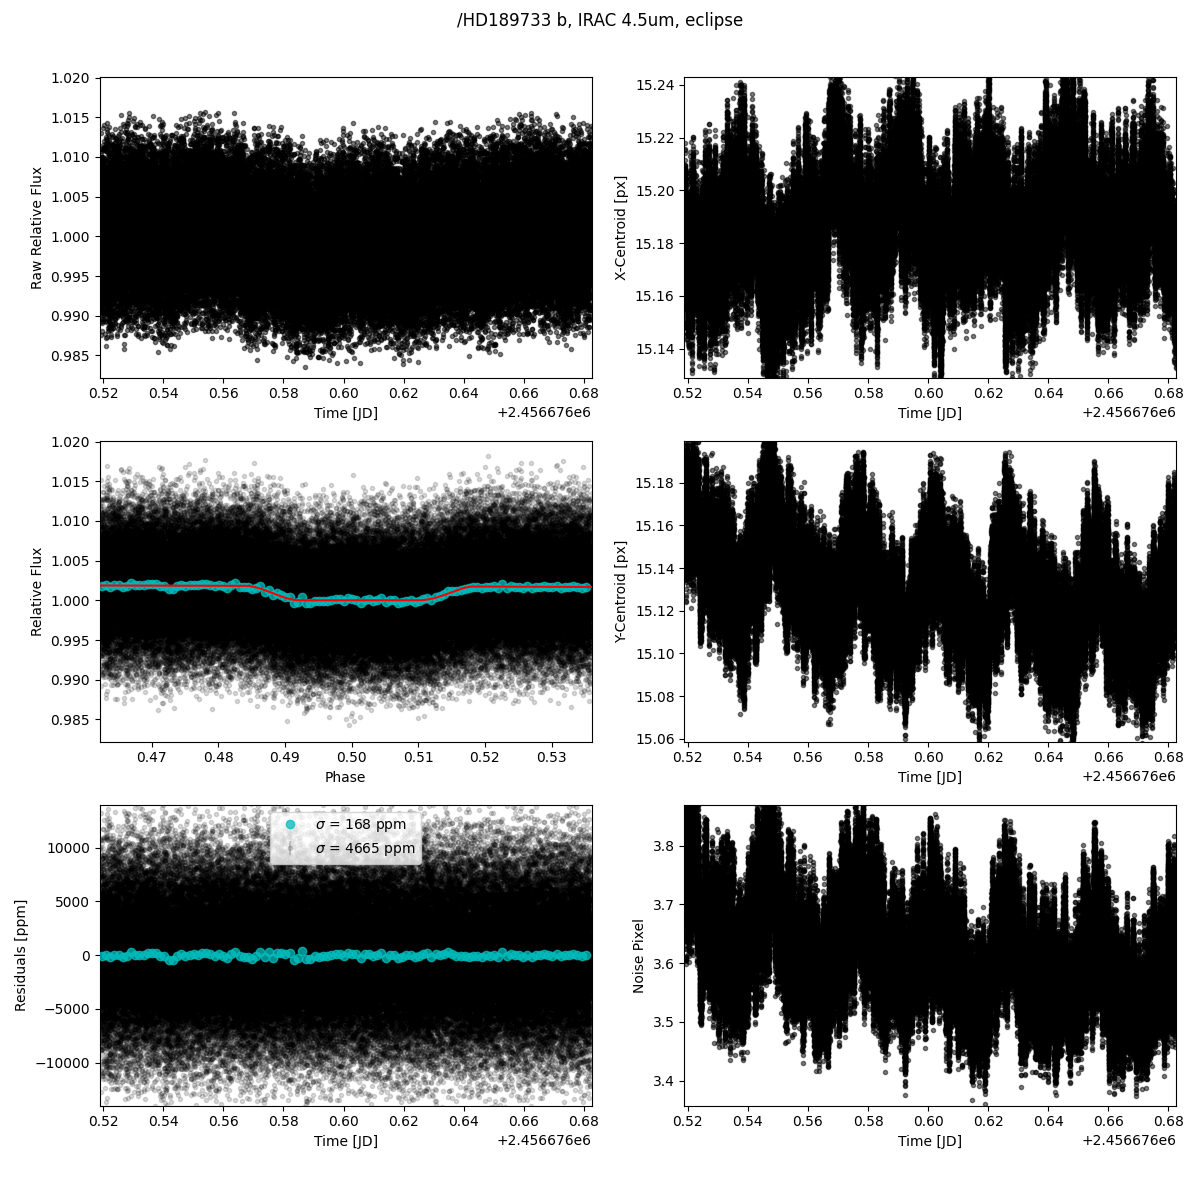 /HD189733 b, IRAC 4.5um, eclipse
1.020
1.015
1.010
1.005
1.000
0.995
0.990
0.985
Raw Relative Flux
0.52 0.54 0.56 0.58 0.60 0.62 0.64 0.66 0.68
Time [JD]
+2.456676e6
15.24
15.22
15.20
15.18
15.16
15.14
X-Centroid [px]
0.52 0.54 0.56 0.58 0.60 0.62 0.64 0.66 0.68
Time [JD]
+2.456676e6
1.020
1.015
1.010
1.005
1.000
0.995
0.990
0.985
Relative Flux
0.47 0.48 0.49 0.50 0.51 0.52 0.53
Phase
15.18
15.16
15.14
15.12
15.10
15.08
15.06
Y-Centroid [px]
0.52 0.54 0.56 0.58 0.60 0.62 0.64 0.66 0.68
Time [JD]
+2.456676e6
10000
5000
0
−5000
−10000
Residuals [ppm]
σ = 168 ppm
σ = 4665 ppm
0.52 0.54 0.56 0.58 0.60 0.62 0.64 0.66 0.68
Time [JD]
+2.456676e6
3.8
3.7
3.6
3.5
3.4
Noise Pixel
0.52 0.54 0.56 0.58 0.60 0.62 0.64 0.66 0.68
Time [JD]
+2.456676e6